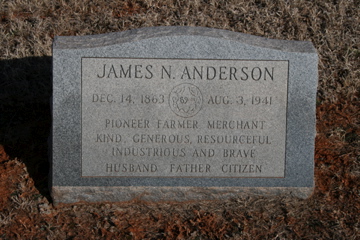 JAMES N. ANDERSON
DEC. 14, 1863 AUG. 3, 1941
PIONEER FARMER MERCHANT
KIND, GENEROUS, RESOURCEFUL
INDUSTRIOUS AND BRAVE
HUSBAND FATHER CITIZEN